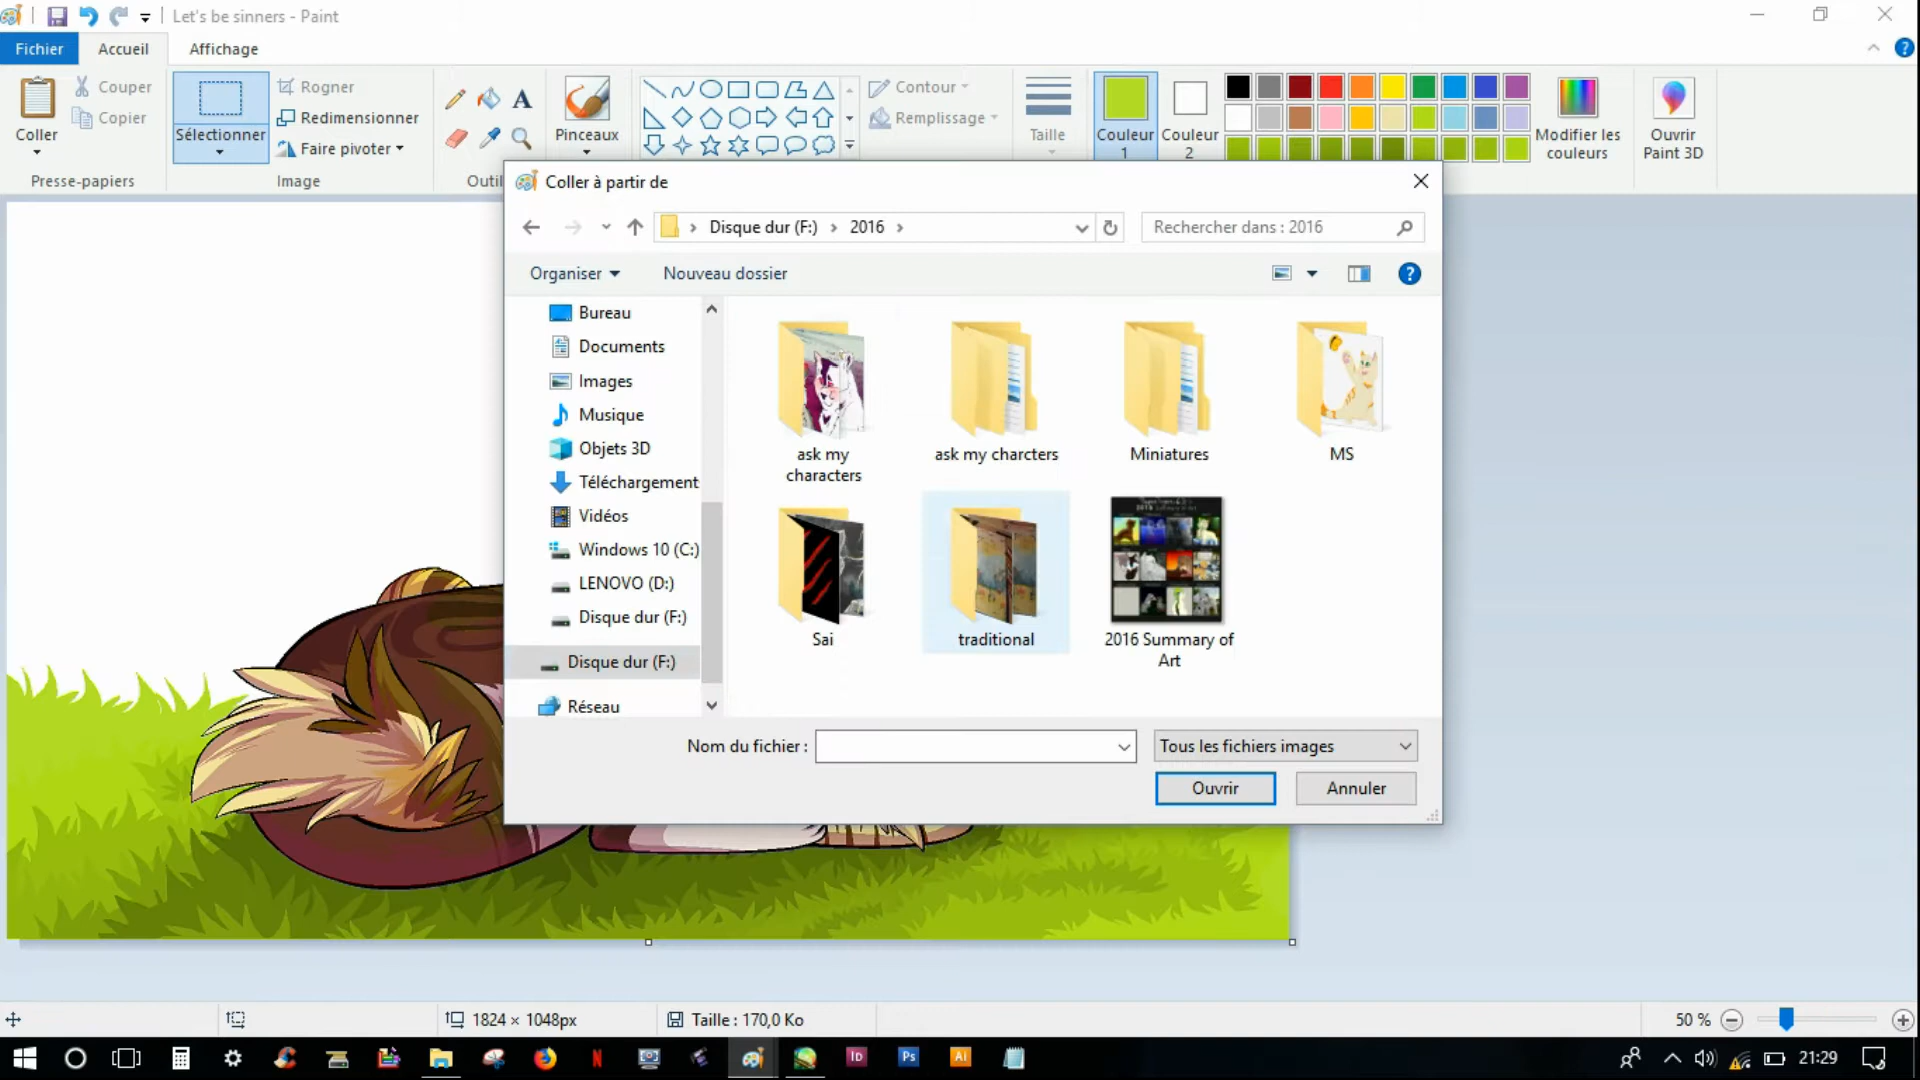 Let's be sinners - Paint
Fichier
Accueil
Affichage
Coller
Couper
Copier
Presse-papiers
Sélectionner
Rogner
Redimensionner
Faire pivoter
Image
A
Outil
Pinceaux
Contour
Remplissage
Taille
Couleur
1
Couleur
2
Modifier les
couleurs
Ouvrir
Paint 3D
Coller à partir de
Disque dur (F:)
2016
Rechercher dans : 2016
Organiser
Nouveau dossier
Bureau
Documents
Images
Musique
Objets 3D
Téléchargement
Vidéos
Windows 10 (C:)
LENOVO (D:)
Disque dur (F:)
Disque dur (F:)
Réseau
ask my
characters
ask my charcters
Miniatures
MS
Sai
traditional
2016 Summary of
Art
Nom du fichier :
Tous les fichiers images
Ouvrir
Annuler
1824 × 1048px
Taille : 170,0 Ko
50 %
N
Id
Ps
Ai
21:29